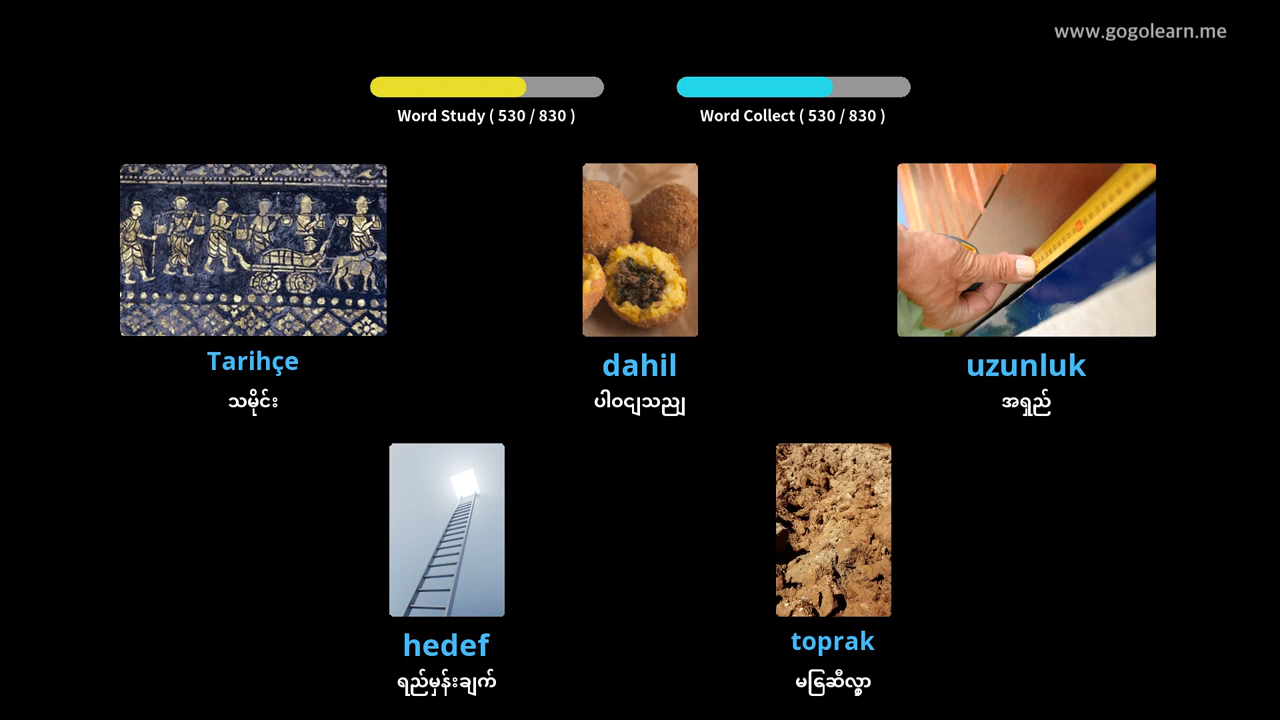 www.gogolearn.me
Word Study ( 530 / 830 )
Word Collect ( 530 / 830 )
Tarihçe
dahil
uzunluk
သမိုင်း
ပါဝငျသညျ
အရှည်
hedef
toprak
ရည်မှန်းချက်
မြေဆီလွှာ